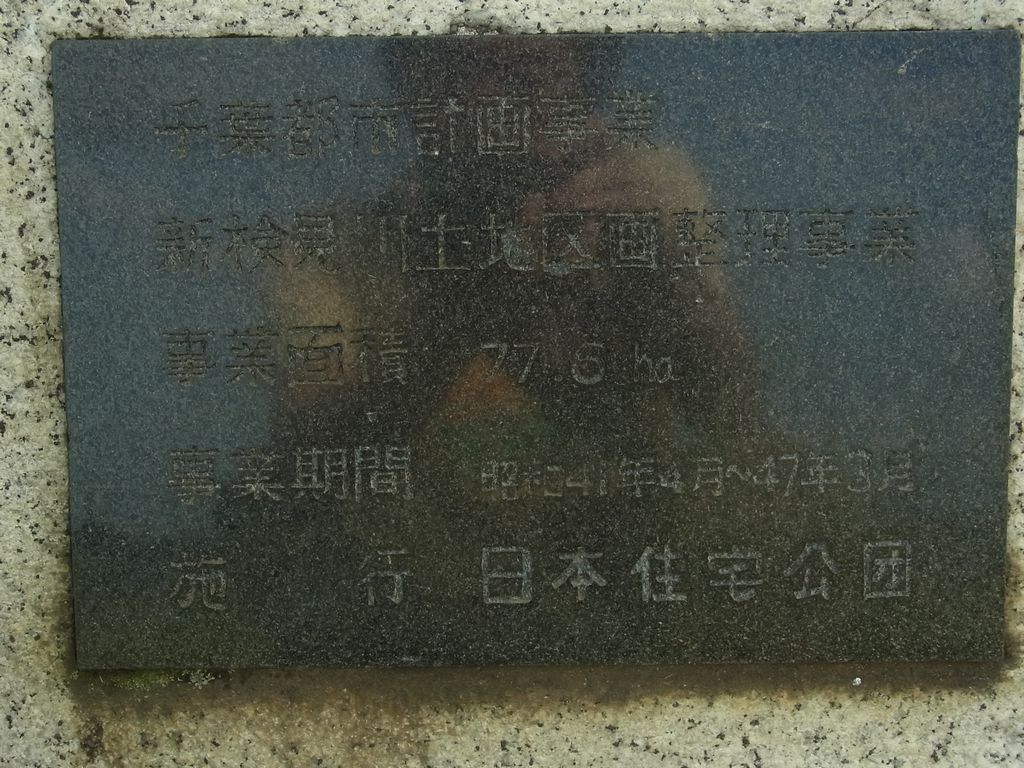 千葉都市計画事業
新検見川土地区画整理事業
事業面積 77.6 ha
事業期間 昭和41年4月~47年3月
施行 日本住宅公団